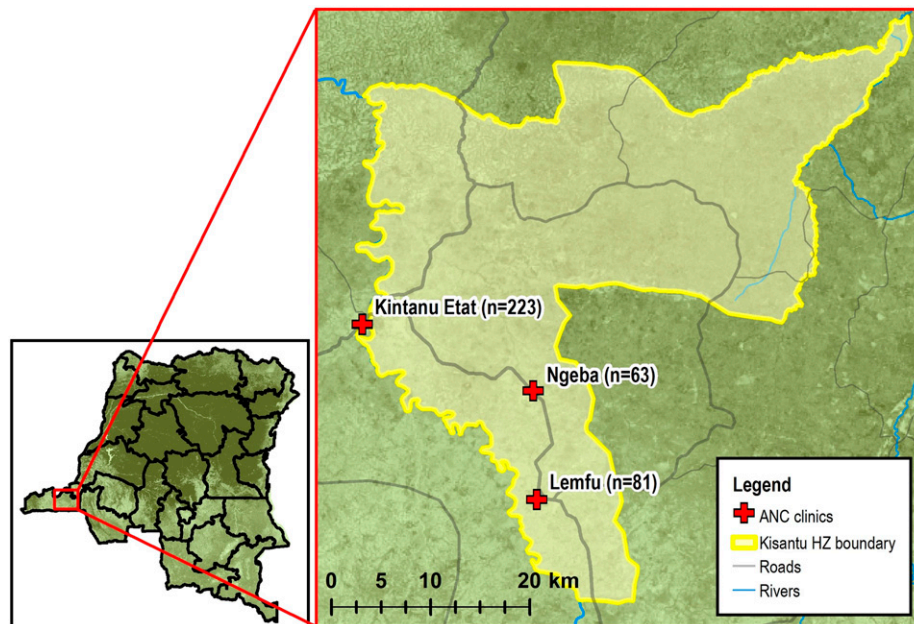 Kintanu Etat (n=223)
Ngeba (n=63)
Lemfu (n=81)
0 5 10 20 km
Legend
ANC clinics
Kisantu HZ boundary
Roads
Rivers